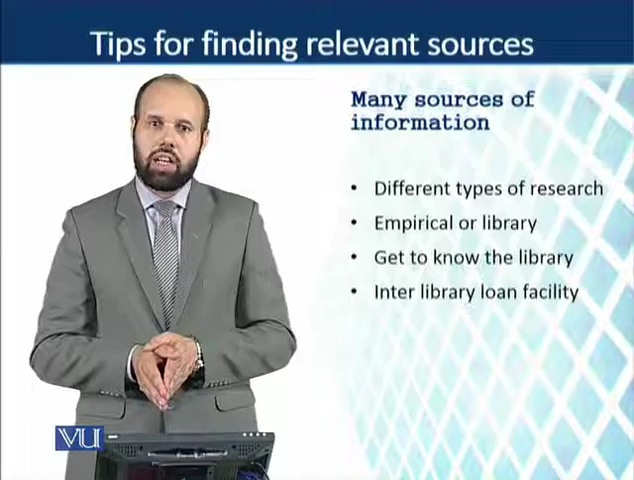 Tips for finding relevant sources
Many sources of
information
• Different types of research
• Empirical or library
• Get to know the library
• Inter library loan facility
VU